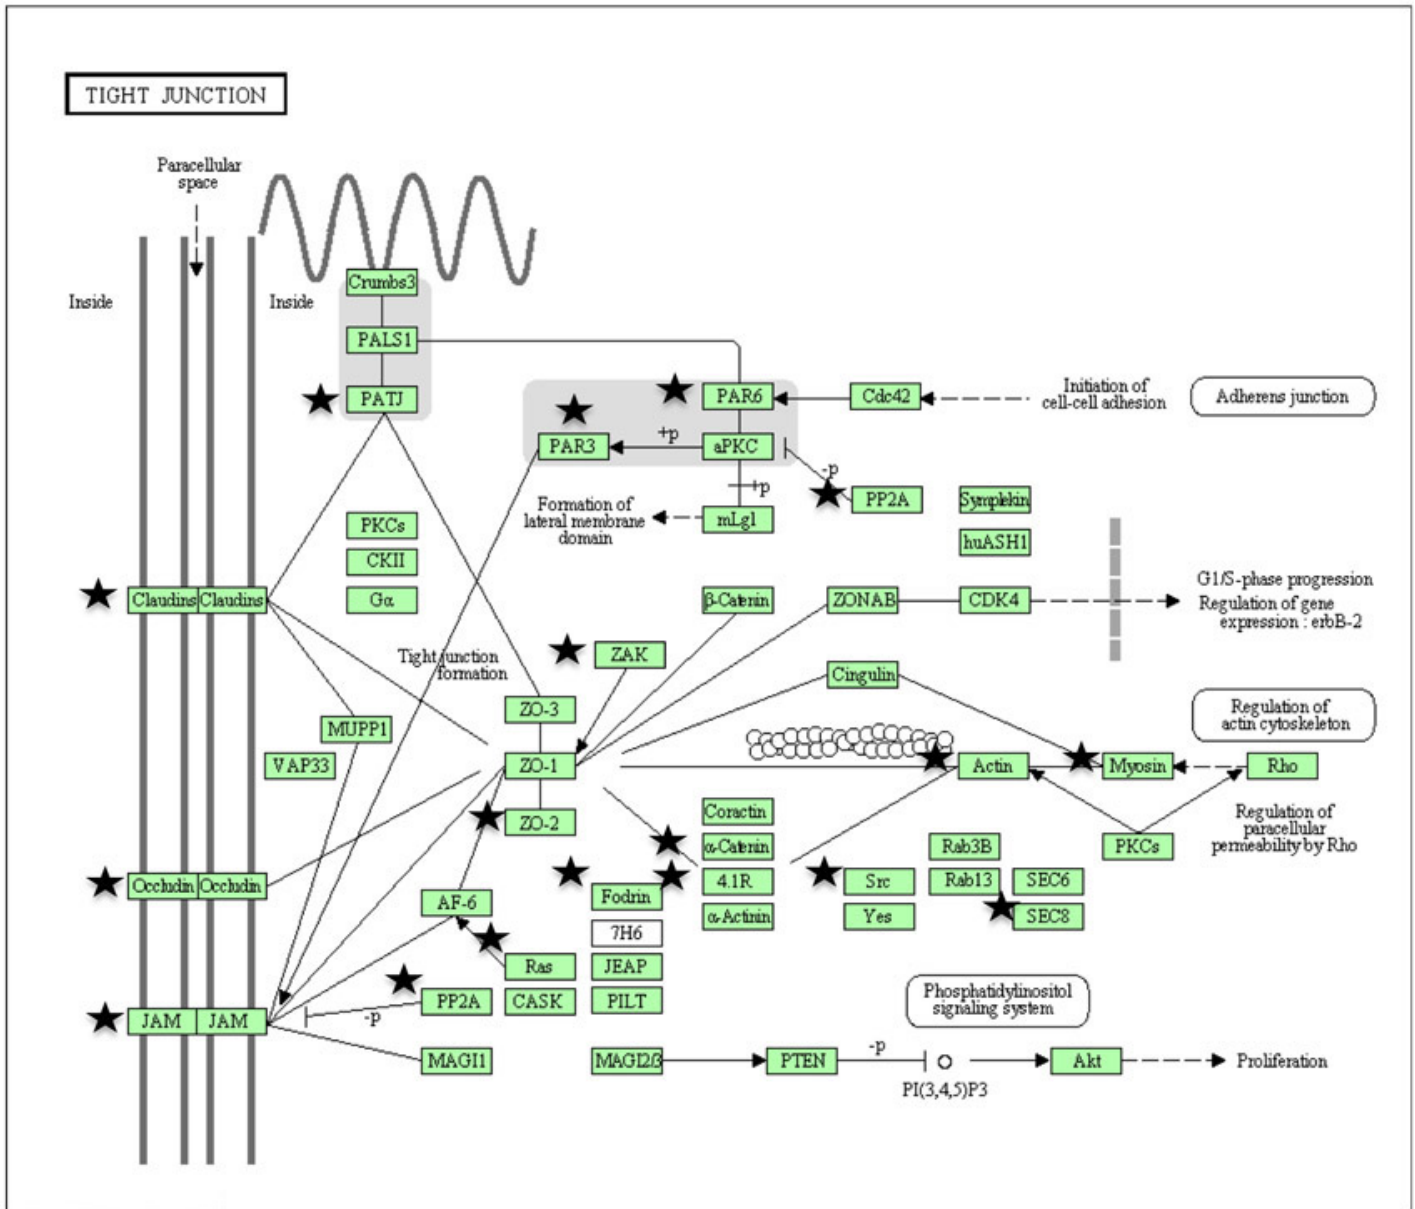 TIGHT JUNCTION
Paracellular
space
Inside
Inside
Crumbs3
PALS1
PATJ
PAR6
Cdc42
Initiation of
cell-cell adhesion
Adherens junction
PAR3
+p
aPKC
-p
PP2A
+p
Formation of
lateral membrane
domain
mLgl
Symplekin
huASH1
PKCs
CKII
Gα
Claudins
Claudins
β-Catenin
ZONAB
CDK4
G1/S-phase progression
Regulation of gene
expression : erbB-2
Tight junction
formation
ZAK
Cingulin
ZO-3
MUPP1
VAP33
ZO-1
Actin
Myosin
Rho
Regulation of
actin cytoskeleton
ZO-2
Coractin
α-Catenin
4.1R
α-Actinin
Rab3B
Rab13
PKCs
Regulation of
paracellular
permeability by Rho
Occludin
Occludin
Fodrin
Src
Yes
SEC6
SEC8
AF-6
7H6
Ras
JEAP
PP2A
CASK
PILT
-p
JAM
JAM
Phosphatidylinositol
signaling system
MAGI1
MAGI2/3
PTEN
-p
PI(3,4,5)P3
Akt
Proliferation